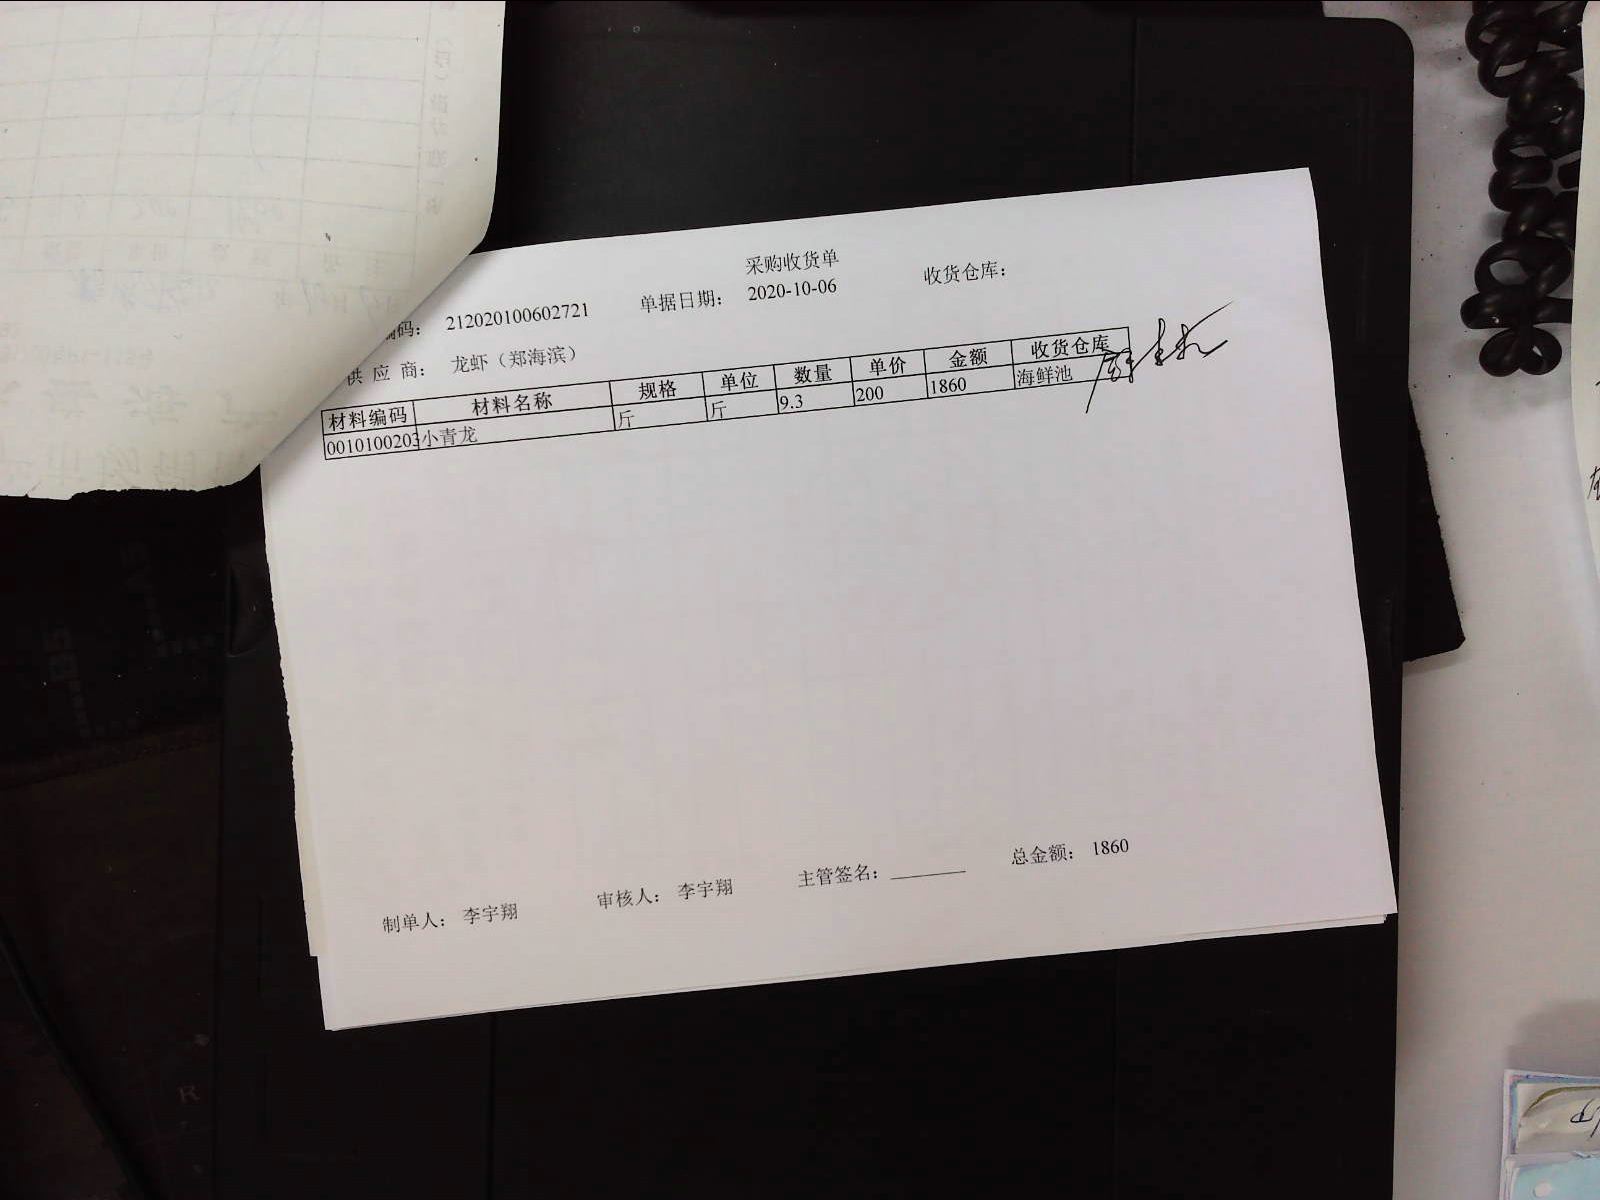 采购收货单
编码： 212020100602721 单据日期： 2020-10-06 收货仓库：
供 应 商： 龙虾（郑海滨）
材料编码 材料名称 规格 单位 数量 单价 金额 收货仓库
0010100203 小青龙 斤 斤 9.3 200 1860 海鲜池
制单人： 李宇翔 审核人： 李宇翔 主管签名： 总金额： 1860